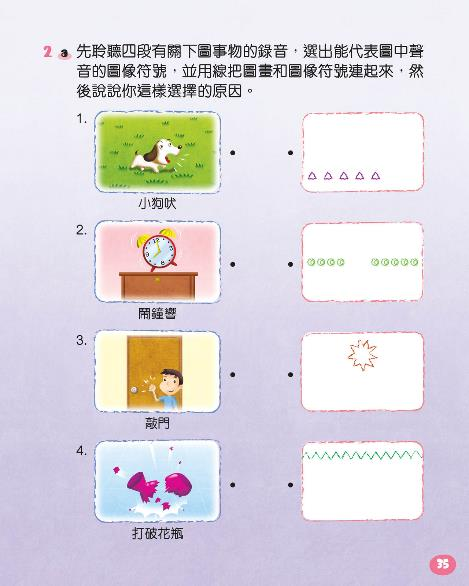 2 a 先聆聽四段有關下圖事物的錄音，選出能代表圖中聲
音的圖像符號，並用線把圖畫和圖像符號連起來，然
後說說你這樣選擇的原因。
1.
小狗吠
2.
鬧鐘響
3.
敲門
4.
打破花瓶
35